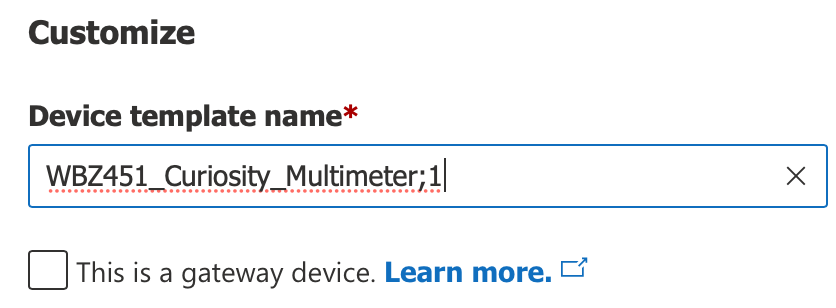 Customize
Device template name*
WBZ451_Curiosity_Multimeter;1
This is a gateway device. Learn more.